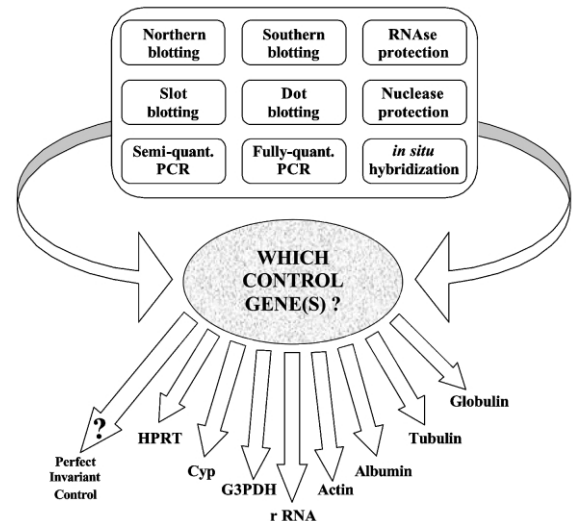 Northern
blotting
Southern
blotting
RNAse
protection
Slot
blotting
Dot
blotting
Nuclease
protection
Semi-quant.
PCR
Fully-quant.
PCR
in situ
hybridization
WHICH
CONTROL
GENE(S) ?
?
Perfect
Invariant
Control
HPRT
Cyp
G3PDH
r RNA
Actin
Albumin
Tubulin
Globulin